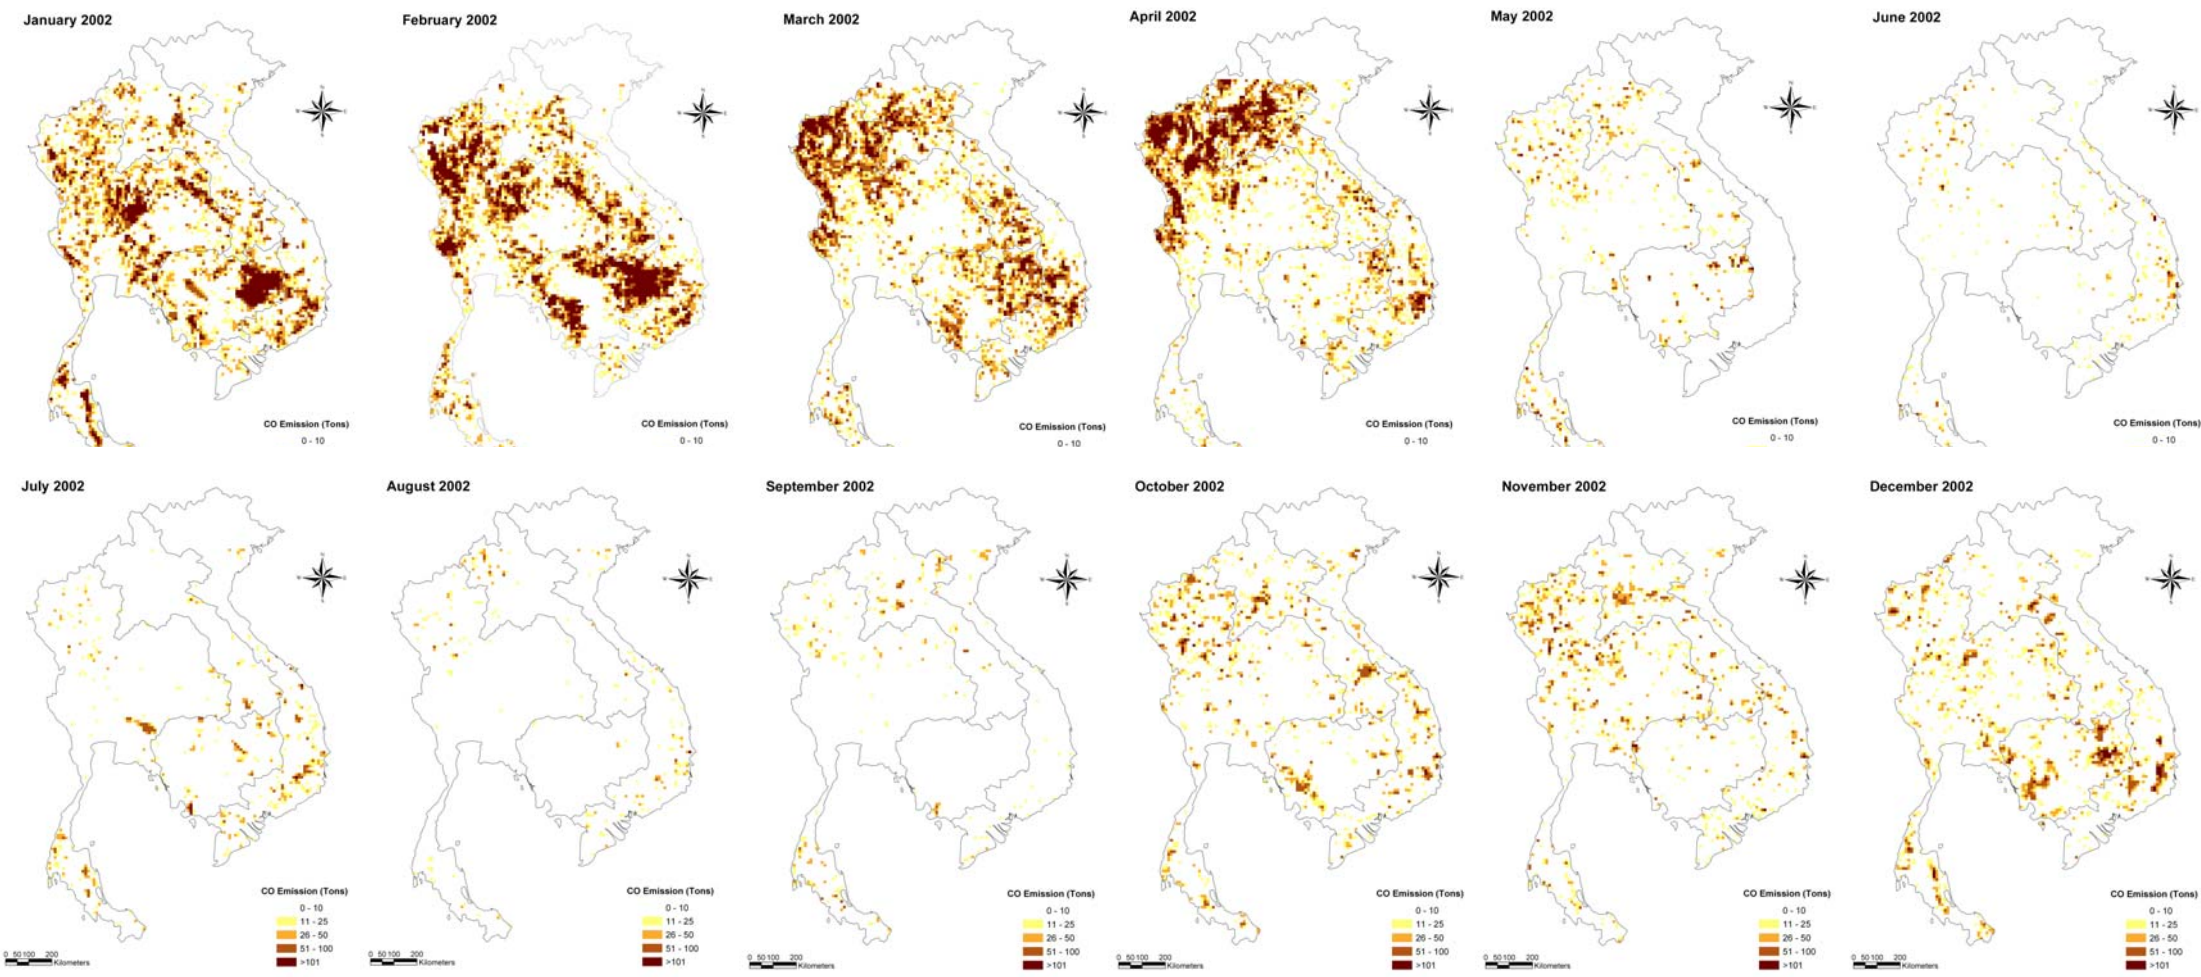 January 2002
February 2002
March 2002
April 2002
May 2002
June 2002
CO Emission (Tons)
0 - 10
CO Emission (Tons)
0 - 10
CO Emission (Tons)
0 - 10
CO Emission (Tons)
0 - 10
CO Emission (Tons)
0 - 10
CO Emission (Tons)
0 - 10
July 2002
August 2002
September 2002
October 2002
November 2002
December 2002
CO Emission (Tons)
0 - 10
11 - 25
26 - 50
51 - 100
>101
0 50 100 200
Kilometers
CO Emission (Tons)
0 - 10
11 - 25
26 - 50
51 - 100
>101
0 50 100 200
Kilometers
CO Emission (Tons)
0 - 10
11 - 25
26 - 50
51 - 100
>101
0 50 100 200
Kilometers
CO Emission (Tons)
0 - 10
11 - 25
26 - 50
51 - 100
>101
0 50 100 200
Kilometers
CO Emission (Tons)
0 - 10
11 - 25
26 - 50
51 - 100
>101
0 50 100 200
Kilometers
CO Emission (Tons)
0 - 10
11 - 25
26 - 50
51 - 100
>101
0 50 100 200
Kilometers